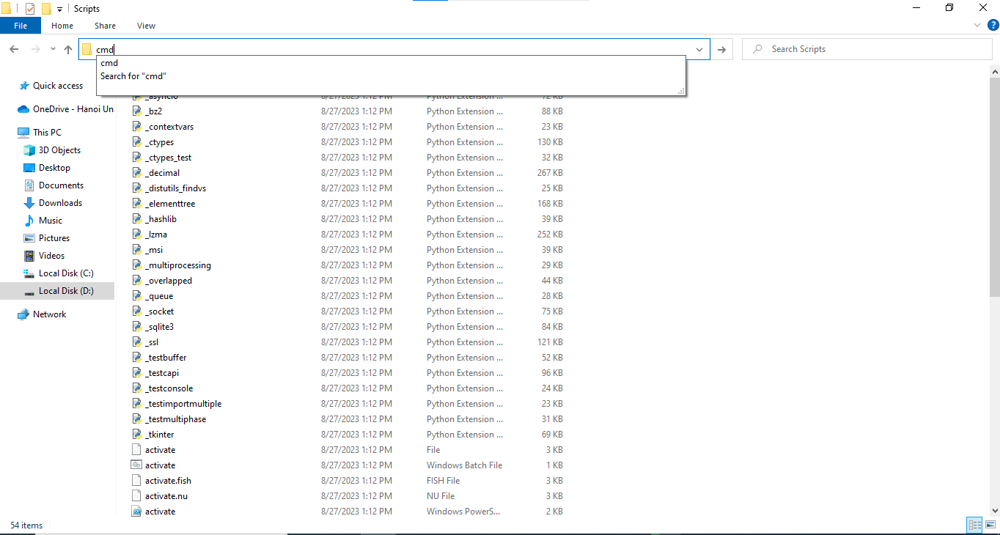 Scripts
File Home Share View
cmd
Search Scripts
cmd
Search for "cmd"
Quick access
OneDrive - Hanoi Un
This PC
3D Objects
Desktop
Documents
Downloads
Music
Pictures
Videos
Local Disk (C:)
Local Disk (D:)
Network
_asyncio 8/27/2023 1:12 PM Python Extension ... 72 KB
_bz2 8/27/2023 1:12 PM Python Extension ... 88 KB
_contextvars 8/27/2023 1:12 PM Python Extension ... 23 KB
_ctypes 8/27/2023 1:12 PM Python Extension ... 130 KB
_ctypes_test 8/27/2023 1:12 PM Python Extension ... 32 KB
_decimal 8/27/2023 1:12 PM Python Extension ... 267 KB
_distutils_findvs 8/27/2023 1:12 PM Python Extension ... 25 KB
_elementtree 8/27/2023 1:12 PM Python Extension ... 168 KB
_hashlib 8/27/2023 1:12 PM Python Extension ... 39 KB
_lzma 8/27/2023 1:12 PM Python Extension ... 252 KB
_msi 8/27/2023 1:12 PM Python Extension ... 39 KB
_multiprocessing 8/27/2023 1:12 PM Python Extension ... 29 KB
_overlapped 8/27/2023 1:12 PM Python Extension ... 44 KB
_queue 8/27/2023 1:12 PM Python Extension ... 28 KB
_socket 8/27/2023 1:12 PM Python Extension ... 75 KB
_sqlite3 8/27/2023 1:12 PM Python Extension ... 84 KB
_ssl 8/27/2023 1:12 PM Python Extension ... 121 KB
_testbuffer 8/27/2023 1:12 PM Python Extension ... 52 KB
_testcapi 8/27/2023 1:12 PM Python Extension ... 96 KB
_testconsole 8/27/2023 1:12 PM Python Extension ... 24 KB
_testimportmultiple 8/27/2023 1:12 PM Python Extension ... 23 KB
_testmultiphase 8/27/2023 1:12 PM Python Extension ... 31 KB
_tkinter 8/27/2023 1:12 PM Python Extension ... 69 KB
activate 8/27/2023 1:12 PM File 3 KB
activate 8/27/2023 1:12 PM Windows Batch File 1 KB
activate.fish 8/27/2023 1:12 PM FISH File 3 KB
activate.nu 8/27/2023 1:12 PM NU File 3 KB
activate 8/27/2023 1:12 PM Windows PowerS... 2 KB
54 items